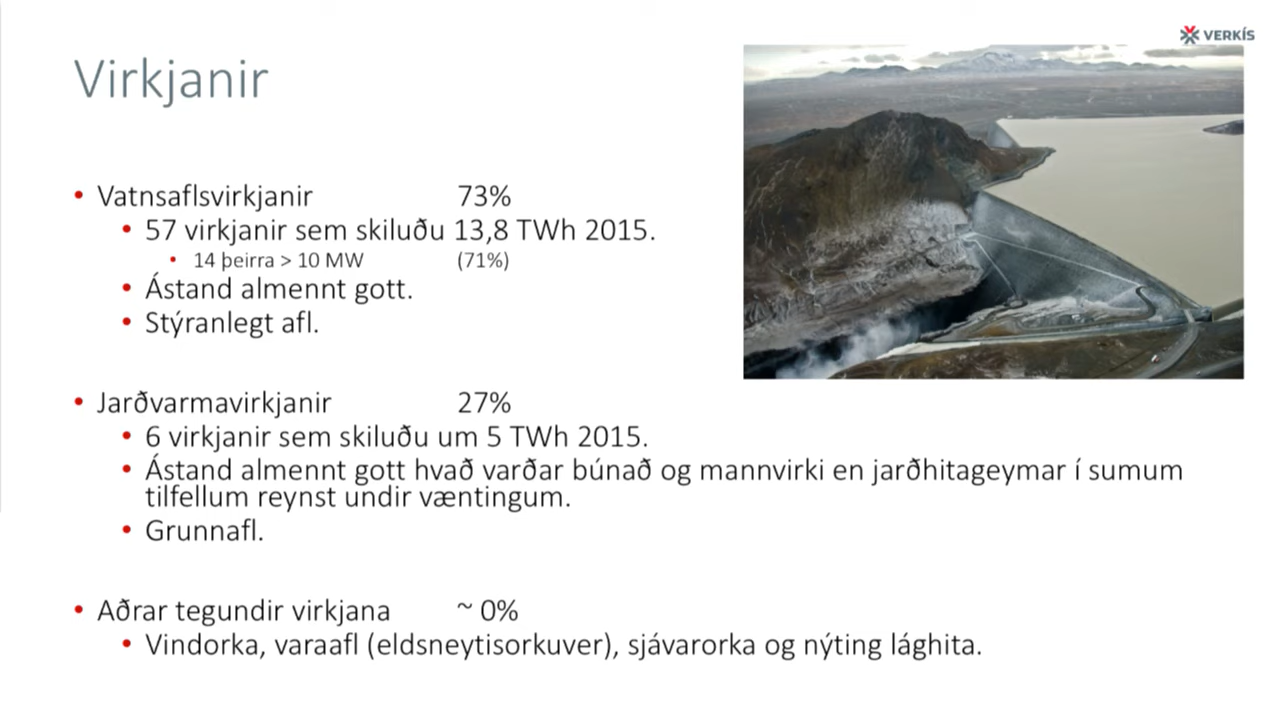 VERKÍS
Virkjanir
• Vatnsaflsvirkjanir 73%
• 57 virkjanir sem skiluðu 13,8 TWh 2015.
• 14 þeirra > 10 MW (71%)
• Ástand almennt gott.
• Stýranlegt afl.
• Jarðvarmavirkjanir 27%
• 6 virkjanir sem skiluðu um 5 TWh 2015.
• Ástand almennt gott hvað varðar búnað og mannvirki en jarðhitageymar í sumum
tilfellum reynst undir væntingum.
• Grunnafl.
• Aðrar tegundir virkjana ~ 0%
• Vindorka, varaafl (eldsneytisorkuver), sjávarorka og nýting lághita.